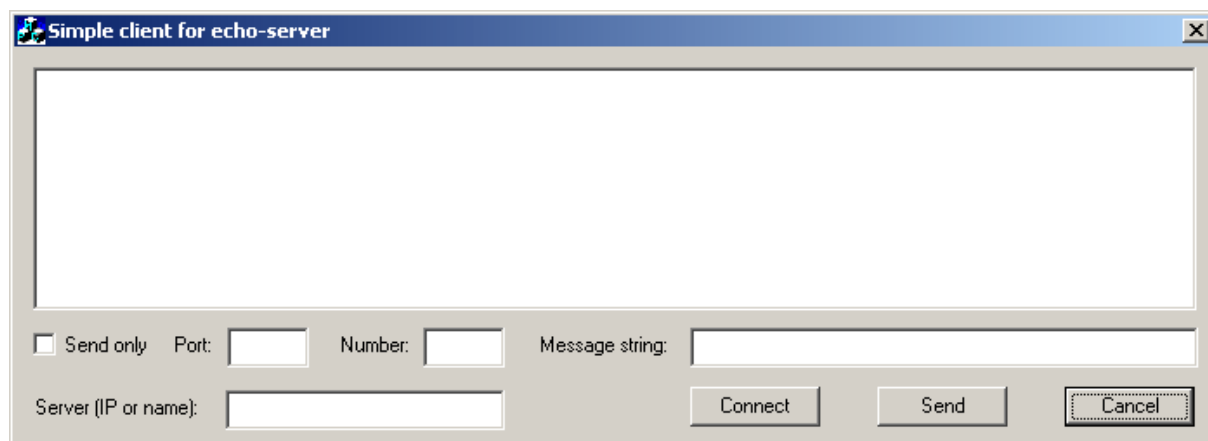 Simple client for echo-server
Send only Port: Number: Message string:
Server (IP or name): Connect Send Cancel